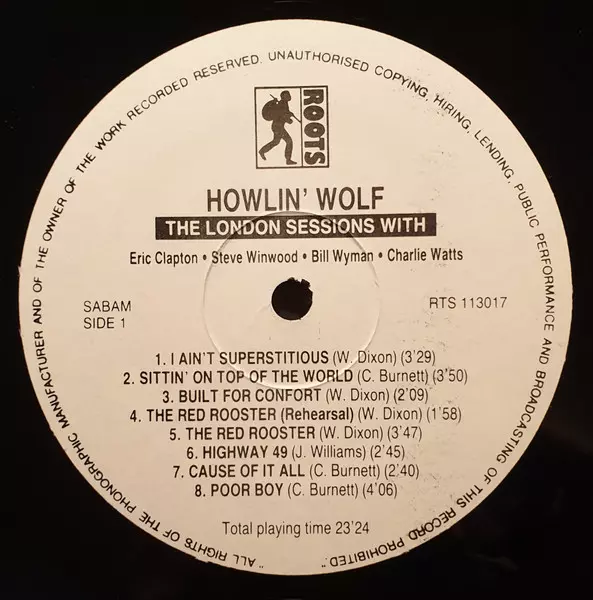 "ALL RIGHTS OF THE PHONOGRAPHIC MANUFACTURER AND OF THE OWNER OF THE WORK RECORDED RESERVED. UNAUTHORISED COPYING, HIRING, LENDING, PUBLIC PERFORMANCE AND BROADCASTING OF THIS RECORD PROHIBITED."
ROOTS
HOWLIN' WOLF
THE LONDON SESSIONS WITH
Eric Clapton • Steve Winwood • Bill Wyman • Charlie Watts
SABAM
SIDE 1
RTS 113017
1. I AIN'T SUPERSTITIOUS (W. Dixon) (3'29)
2. SITTIN' ON TOP OF THE WORLD (C. Burnett) (3'50)
3. BUILT FOR CONFORT (W. Dixon) (2'09)
4. THE RED ROOSTER (Rehearsal) (W. Dixon) (1'58)
5. THE RED ROOSTER (W. Dixon) (3'47)
6. HIGHWAY 49 (J. Williams) (2'45)
7. CAUSE OF IT ALL (C. Burnett) (2'40)
8. POOR BOY (C. Burnett) (4'06)
Total playing time 23'24